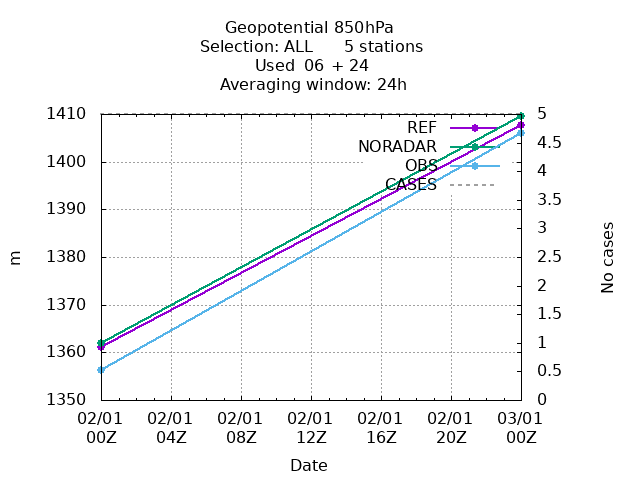 Geopotential 850hPa
Selection: ALL      5 stations
Used  06 + 24
Averaging window: 24h
1410
1400
1390
1380
1370
1360
1350
m
5
4.5
4
3.5
3
2.5
2
1.5
1
0.5
0
No cases
REF
NORADAR
OBS
CASES
02/01 02/01 02/01 02/01 02/01 02/01 03/01
00Z 04Z 08Z 12Z 16Z 20Z 00Z
Date